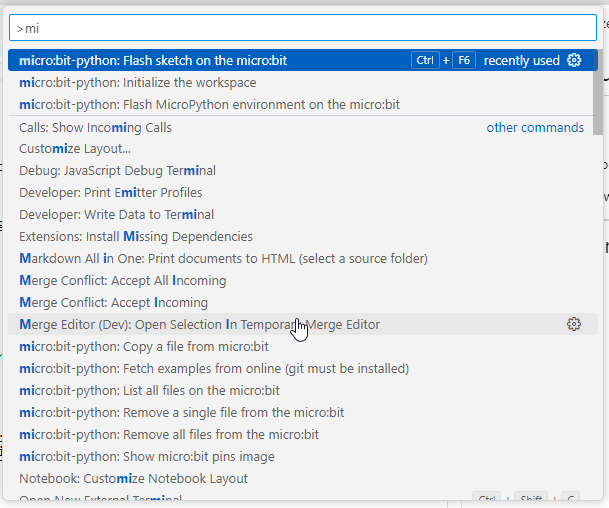 >mi
micro:bit-python: Flash sketch on the micro:bit Ctrl + F6 recently used
micro:bit-python: Initialize the workspace
micro:bit-python: Flash MicroPython environment on the micro:bit
Calls: Show Incoming Calls other commands
Customize Layout...
Debug: JavaScript Debug Terminal
Developer: Print Emitter Profiles
Developer: Write Data to Terminal
Extensions: Install Missing Dependencies
Markdown All in One: Print documents to HTML (select a source folder)
Merge Conflict: Accept All Incoming
Merge Conflict: Accept Incoming
Merge Editor (Dev): Open Selection In Temporary Merge Editor
micro:bit-python: Copy a file from micro:bit
micro:bit-python: Fetch examples from online (git must be installed)
micro:bit-python: List all files on the micro:bit
micro:bit-python: Remove a single file from the micro:bit
micro:bit-python: Remove all files from the micro:bit
micro:bit-python: Show micro:bit pins image
Notebook: Customize Notebook Layout
Open New External Terminal Ctrl + Shift + C